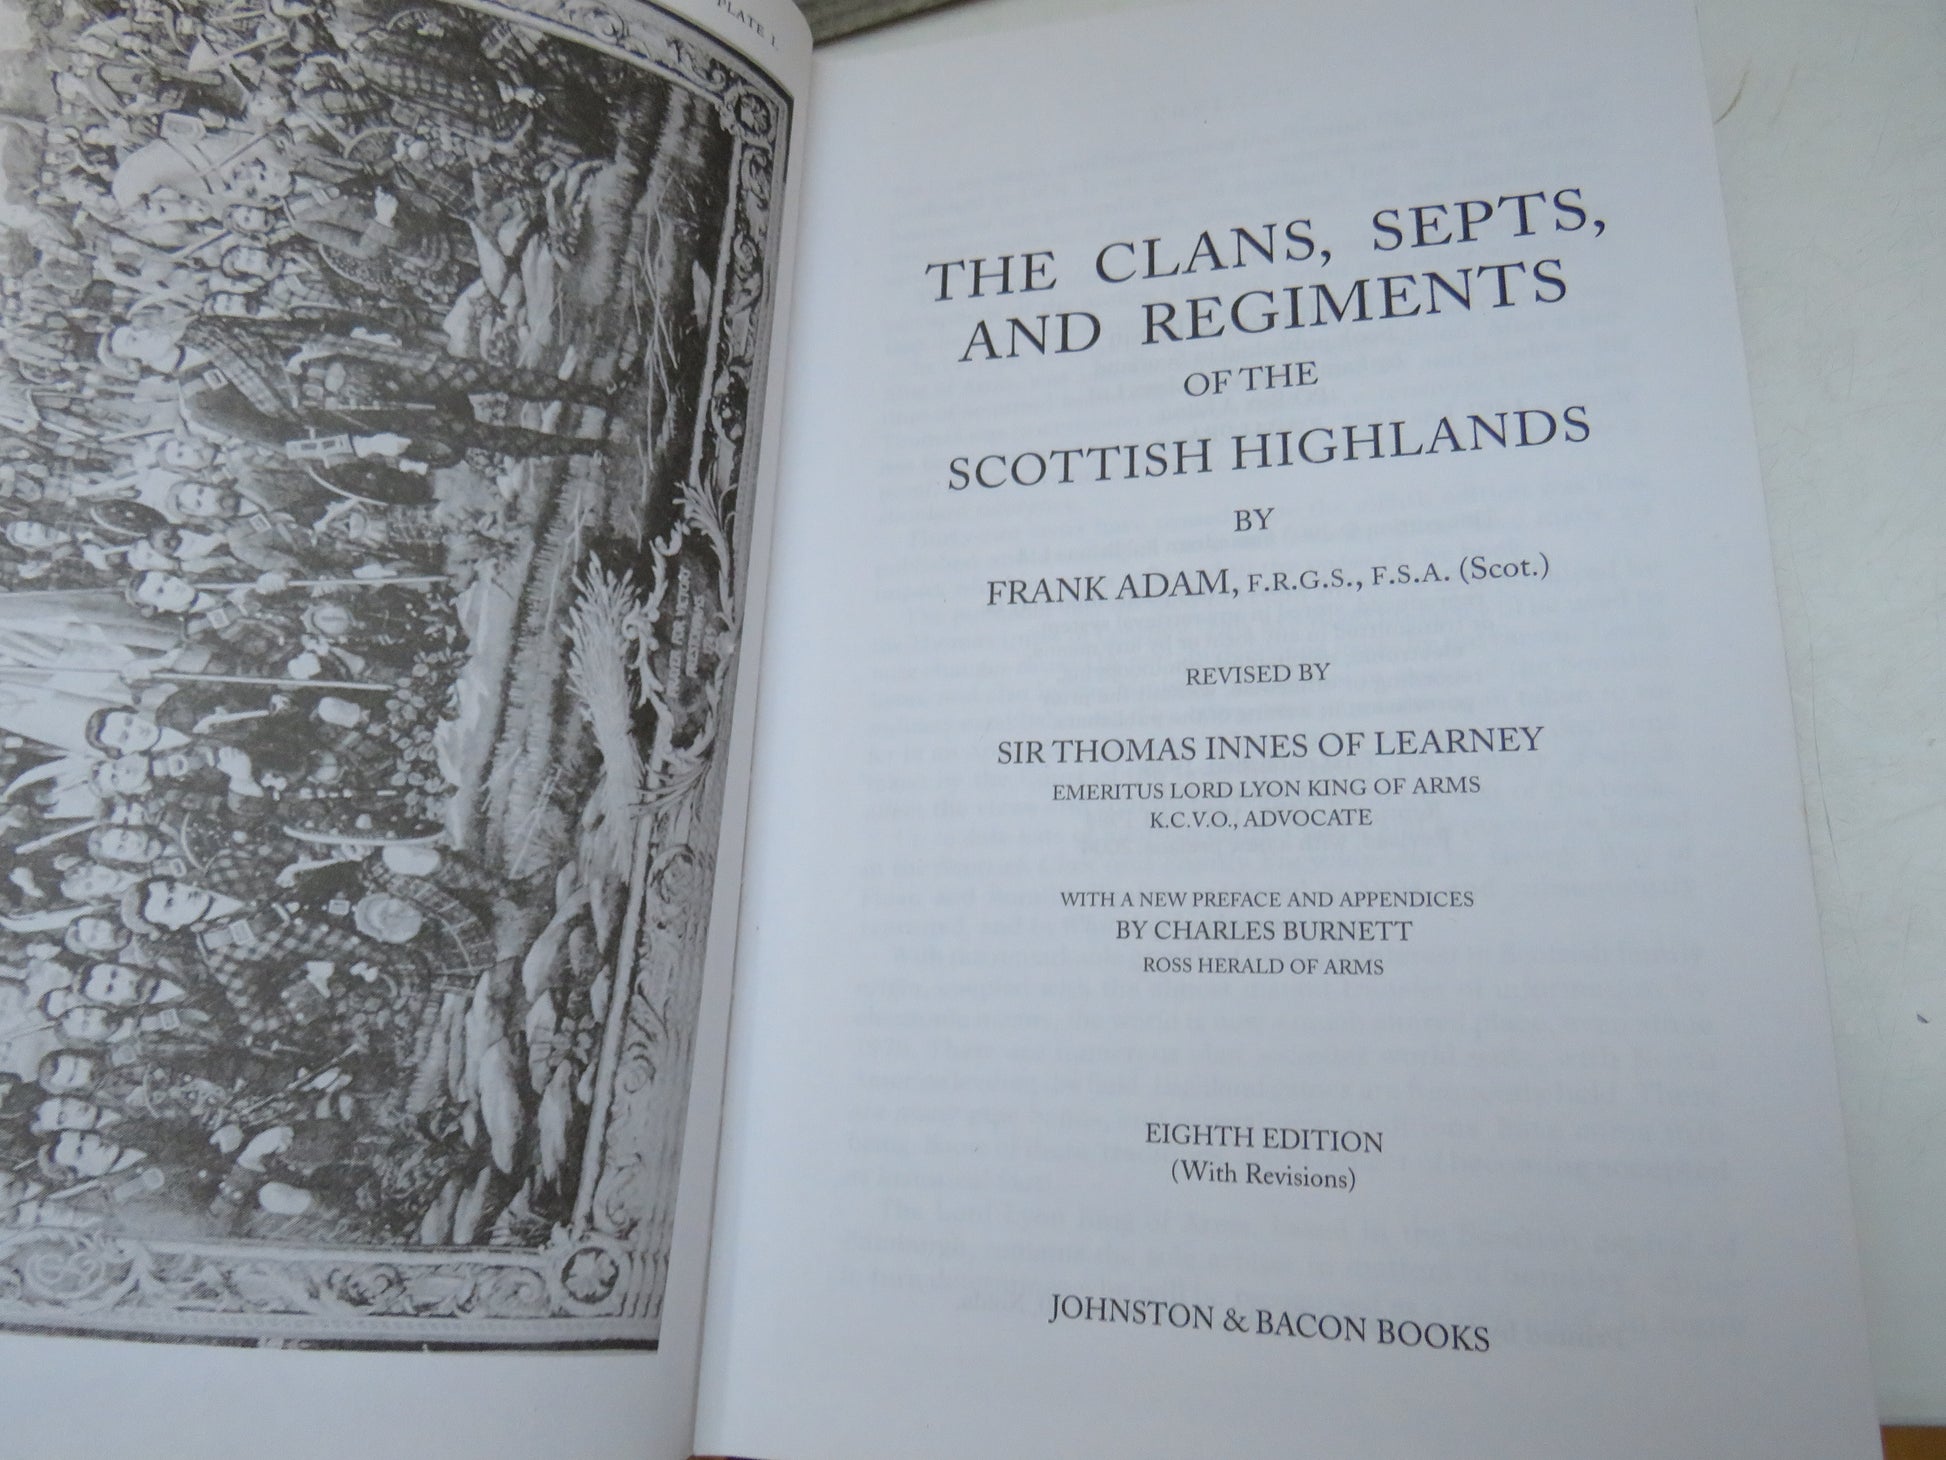 PLATE I.
THE CLANS, SEPTS,
AND REGIMENTS
OF THE
SCOTTISH HIGHLANDS
BY
FRANK ADAM, F.R.G.S., F.S.A. (Scot.)
REVISED BY
SIR THOMAS INNES OF LEARNEY
EMERITUS LORD LYON KING OF ARMS
K.C.V.O., ADVOCATE
WITH A NEW PREFACE AND APPENDICES
BY CHARLES BURNETT
ROSS HERALD OF ARMS
EIGHTH EDITION
(With Revisions)
JOHNSTON & BACON BOOKS